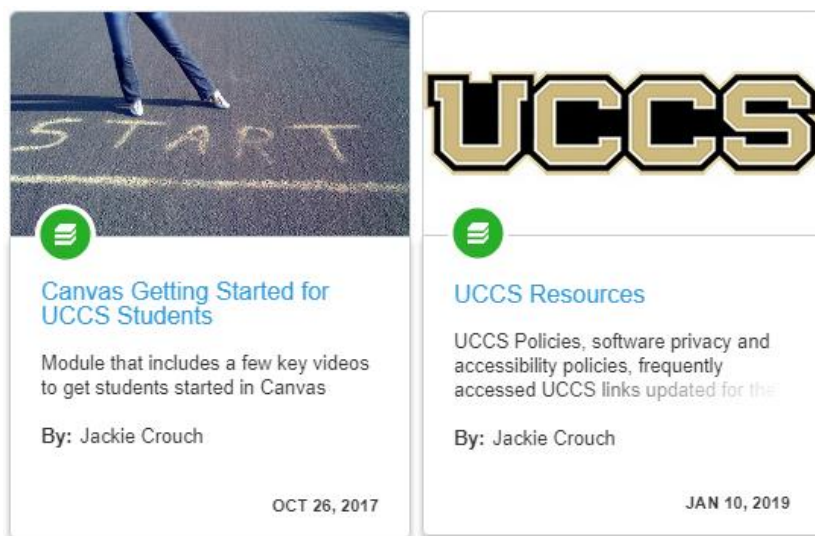 START
Canvas Getting Started for
UCCS Students
Module that includes a few key videos
to get students started in Canvas
By: Jackie Crouch
OCT 26, 2017
UCCS
UCCS Resources
UCCS Policies, software privacy and
accessibility policies, frequently
accessed UCCS links updated for the
By: Jackie Crouch
JAN 10, 2019